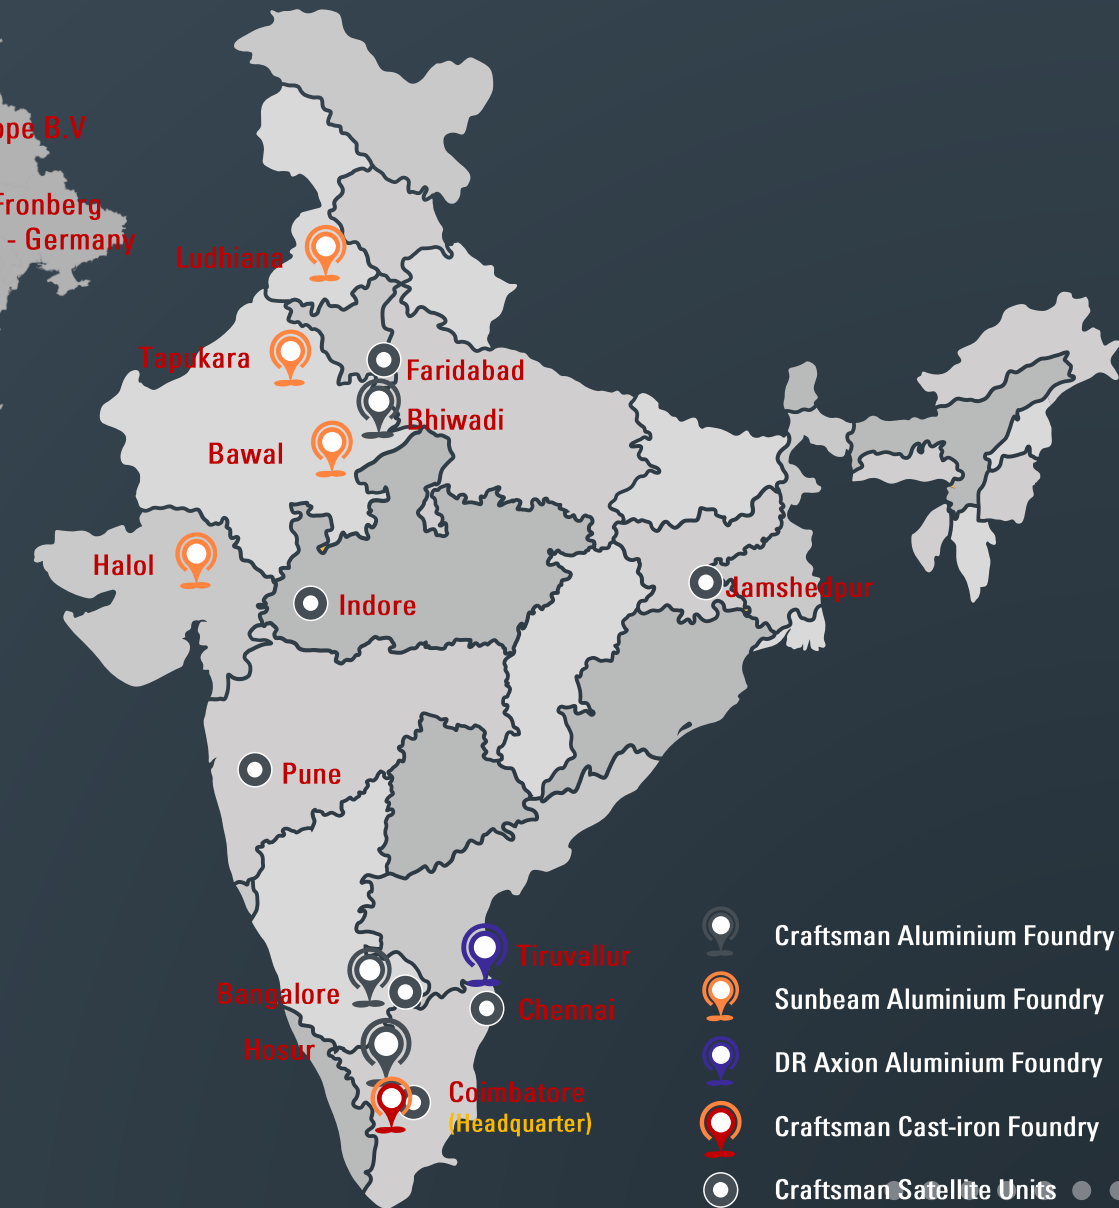 ope B.V
Fronberg
- Germany
Ludhiana
Tapukara
Faridabad
Bhiwadi
Bawal
Halol
Indore
Jamshedpur
Pune
Tiruvallur
Bangalore
Chennai
Hosur
Coimbatore
(Headquarter)
Craftsman Aluminium Foundry
Sunbeam Aluminium Foundry
DR Axion Aluminium Foundry
Craftsman Cast-iron Foundry
Craftsman Satellite Units